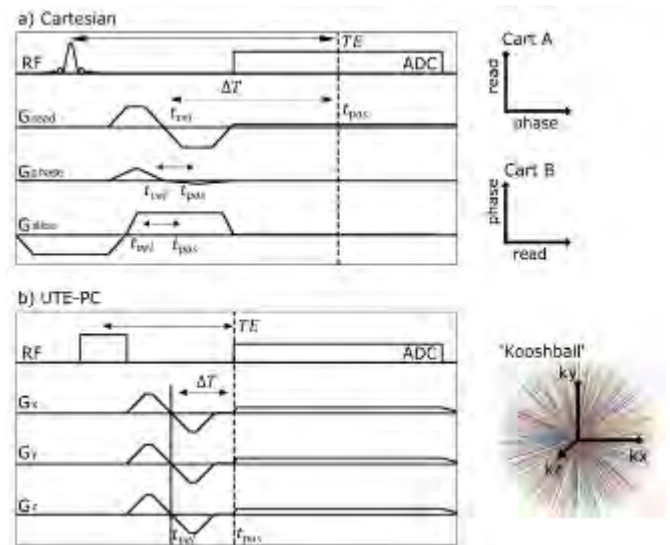 a) Cartesian
TE
RF
ADC
ΔT
Gread
tvel
tpos
Gphase
tvel tpos
Gslice
tvel tpos
Cart A
read
phase
Cart B
phase
read
b) UTE-PC
TE
RF
ADC
ΔT
Gx
Gy
Gz
tvel
tpos
'Kooshball'
ky
kx
kz